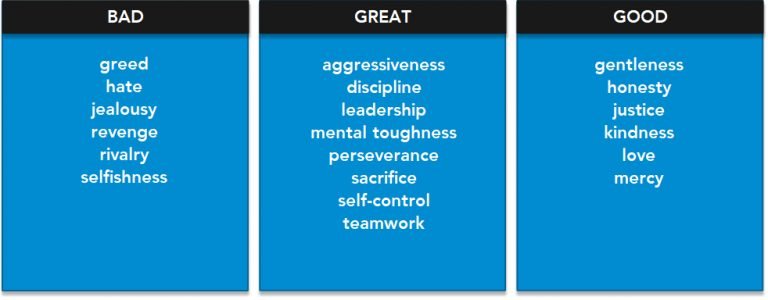 BAD
greed
hate
jealousy
revenge
rivalry
selfishness
GREAT
aggressiveness
discipline
leadership
mental toughness
perseverance
sacrifice
self-control
teamwork
GOOD
gentleness
honesty
justice
kindness
love
mercy